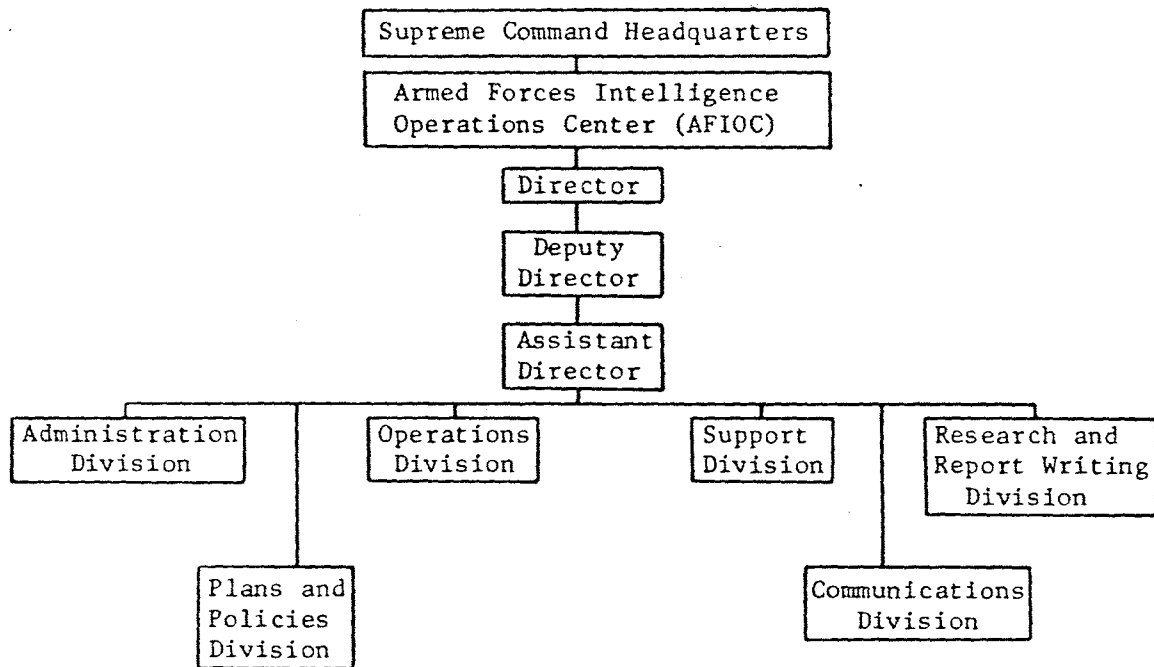 Supreme Command Headquarters
Armed Forces Intelligence
Operations Center (AFIOC)
Director
Deputy
Director
Assistant
Director
Administration
Division
Operations
Division
Support
Division
Research and
Report Writing
Division
Plans and
Policies
Division
Communications
Division